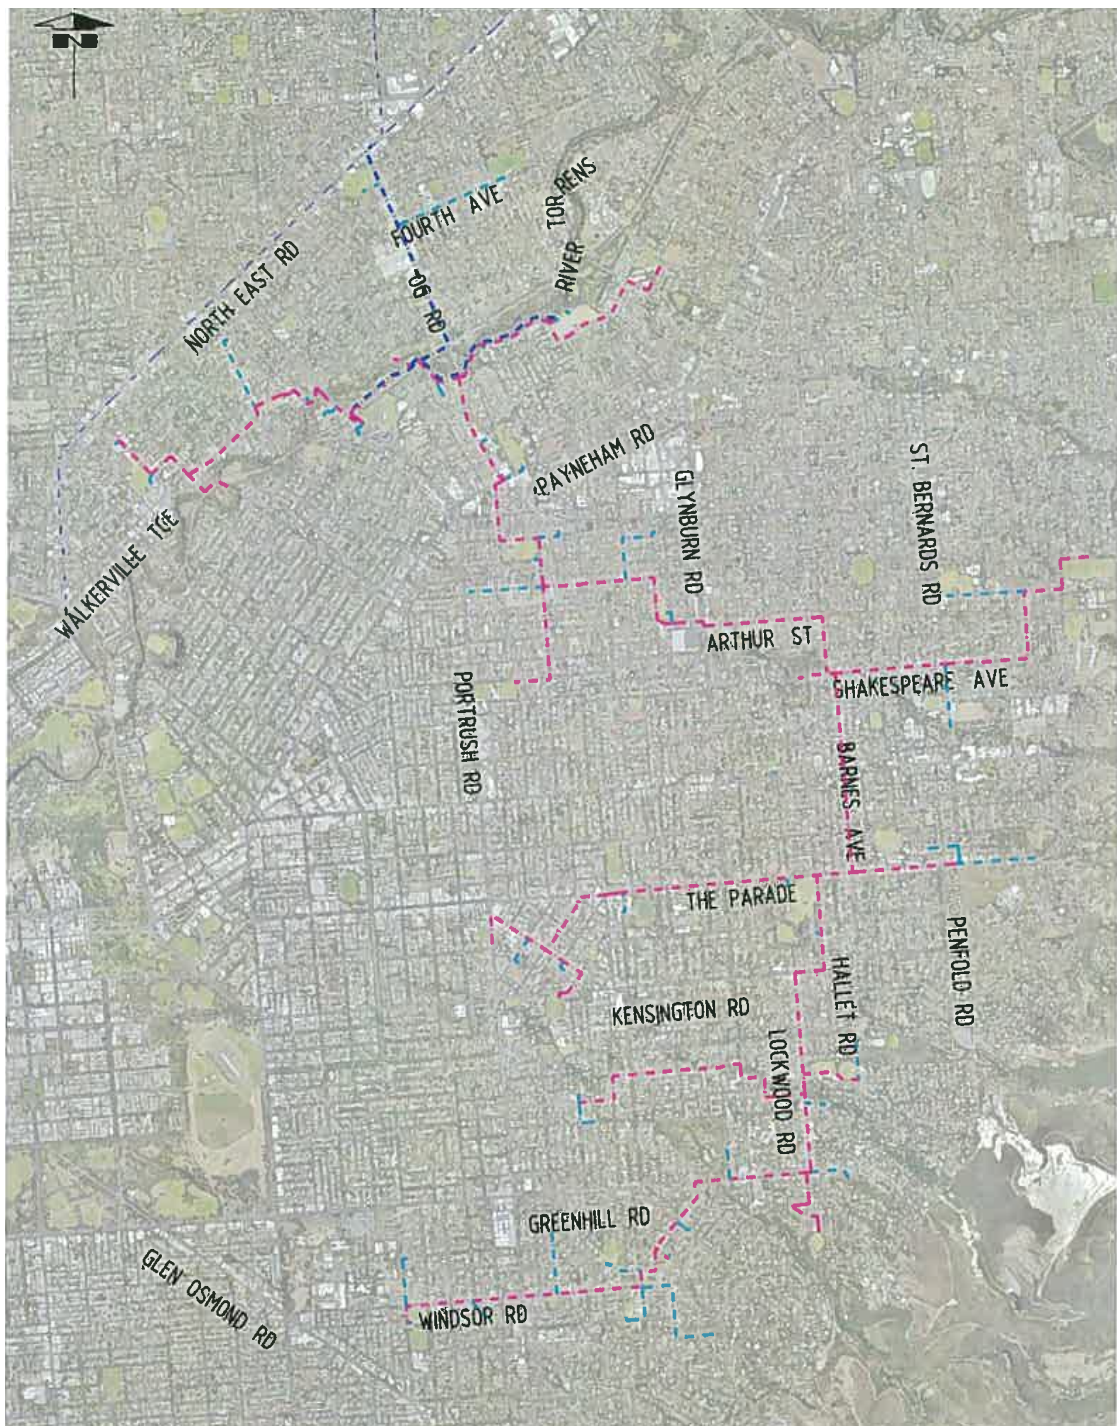 N
TORRENS
FOURTH AVE
RIVER
NORTH EAST RD
OG RD
PAYNEHAM RD
ST. BERNARDS RD
GLYNBURN RD
WALKERVILLE TCE
ARTHUR ST
SHAKESPEARE AVE
PORTRUSH RD
BARNES AVE
THE PARADE
PENFOLD RD
HALLET RD
KENSINGTON RD
LOCKWOOD RD
GREENHILL RD
GLEN OSMOND RD
WINDSOR RD